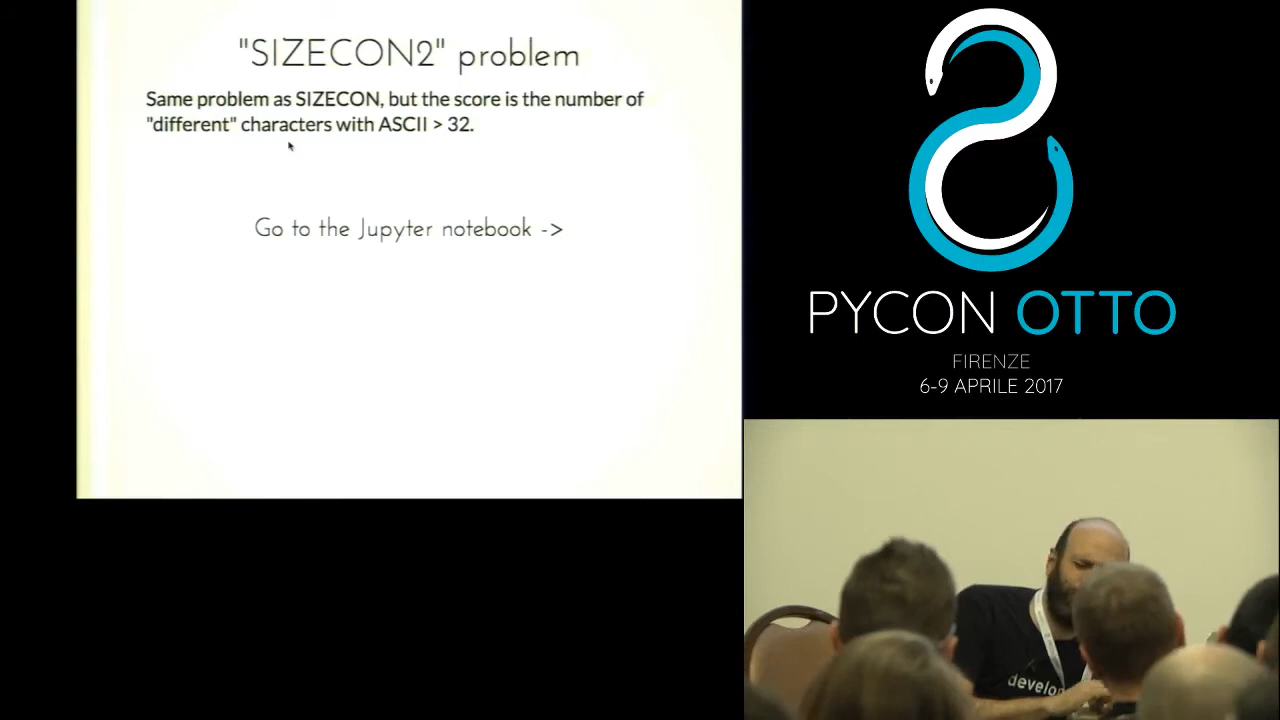 "SIZECON2" problem
Same problem as SIZECON, but the score is the number of
"different" characters with ASCII > 32.
Go to the Jupyter notebook ->
PYCON OTTO
FIRENZE
6-9 APRILE 2017
develop